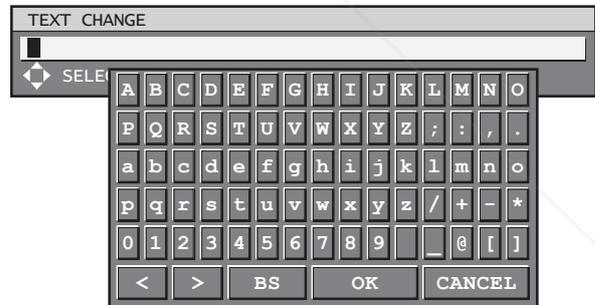 TEXT CHANGE
SELEC
A B C D E F G H I J K L M N O
P Q R S T U V W X Y Z ; : , .
a b c d e f g h i j k l m n o
p q r s t u v w x y z / + - *
0 1 2 3 4 5 6 7 8 9 _ @ [ ]
< > BS OK CANCEL